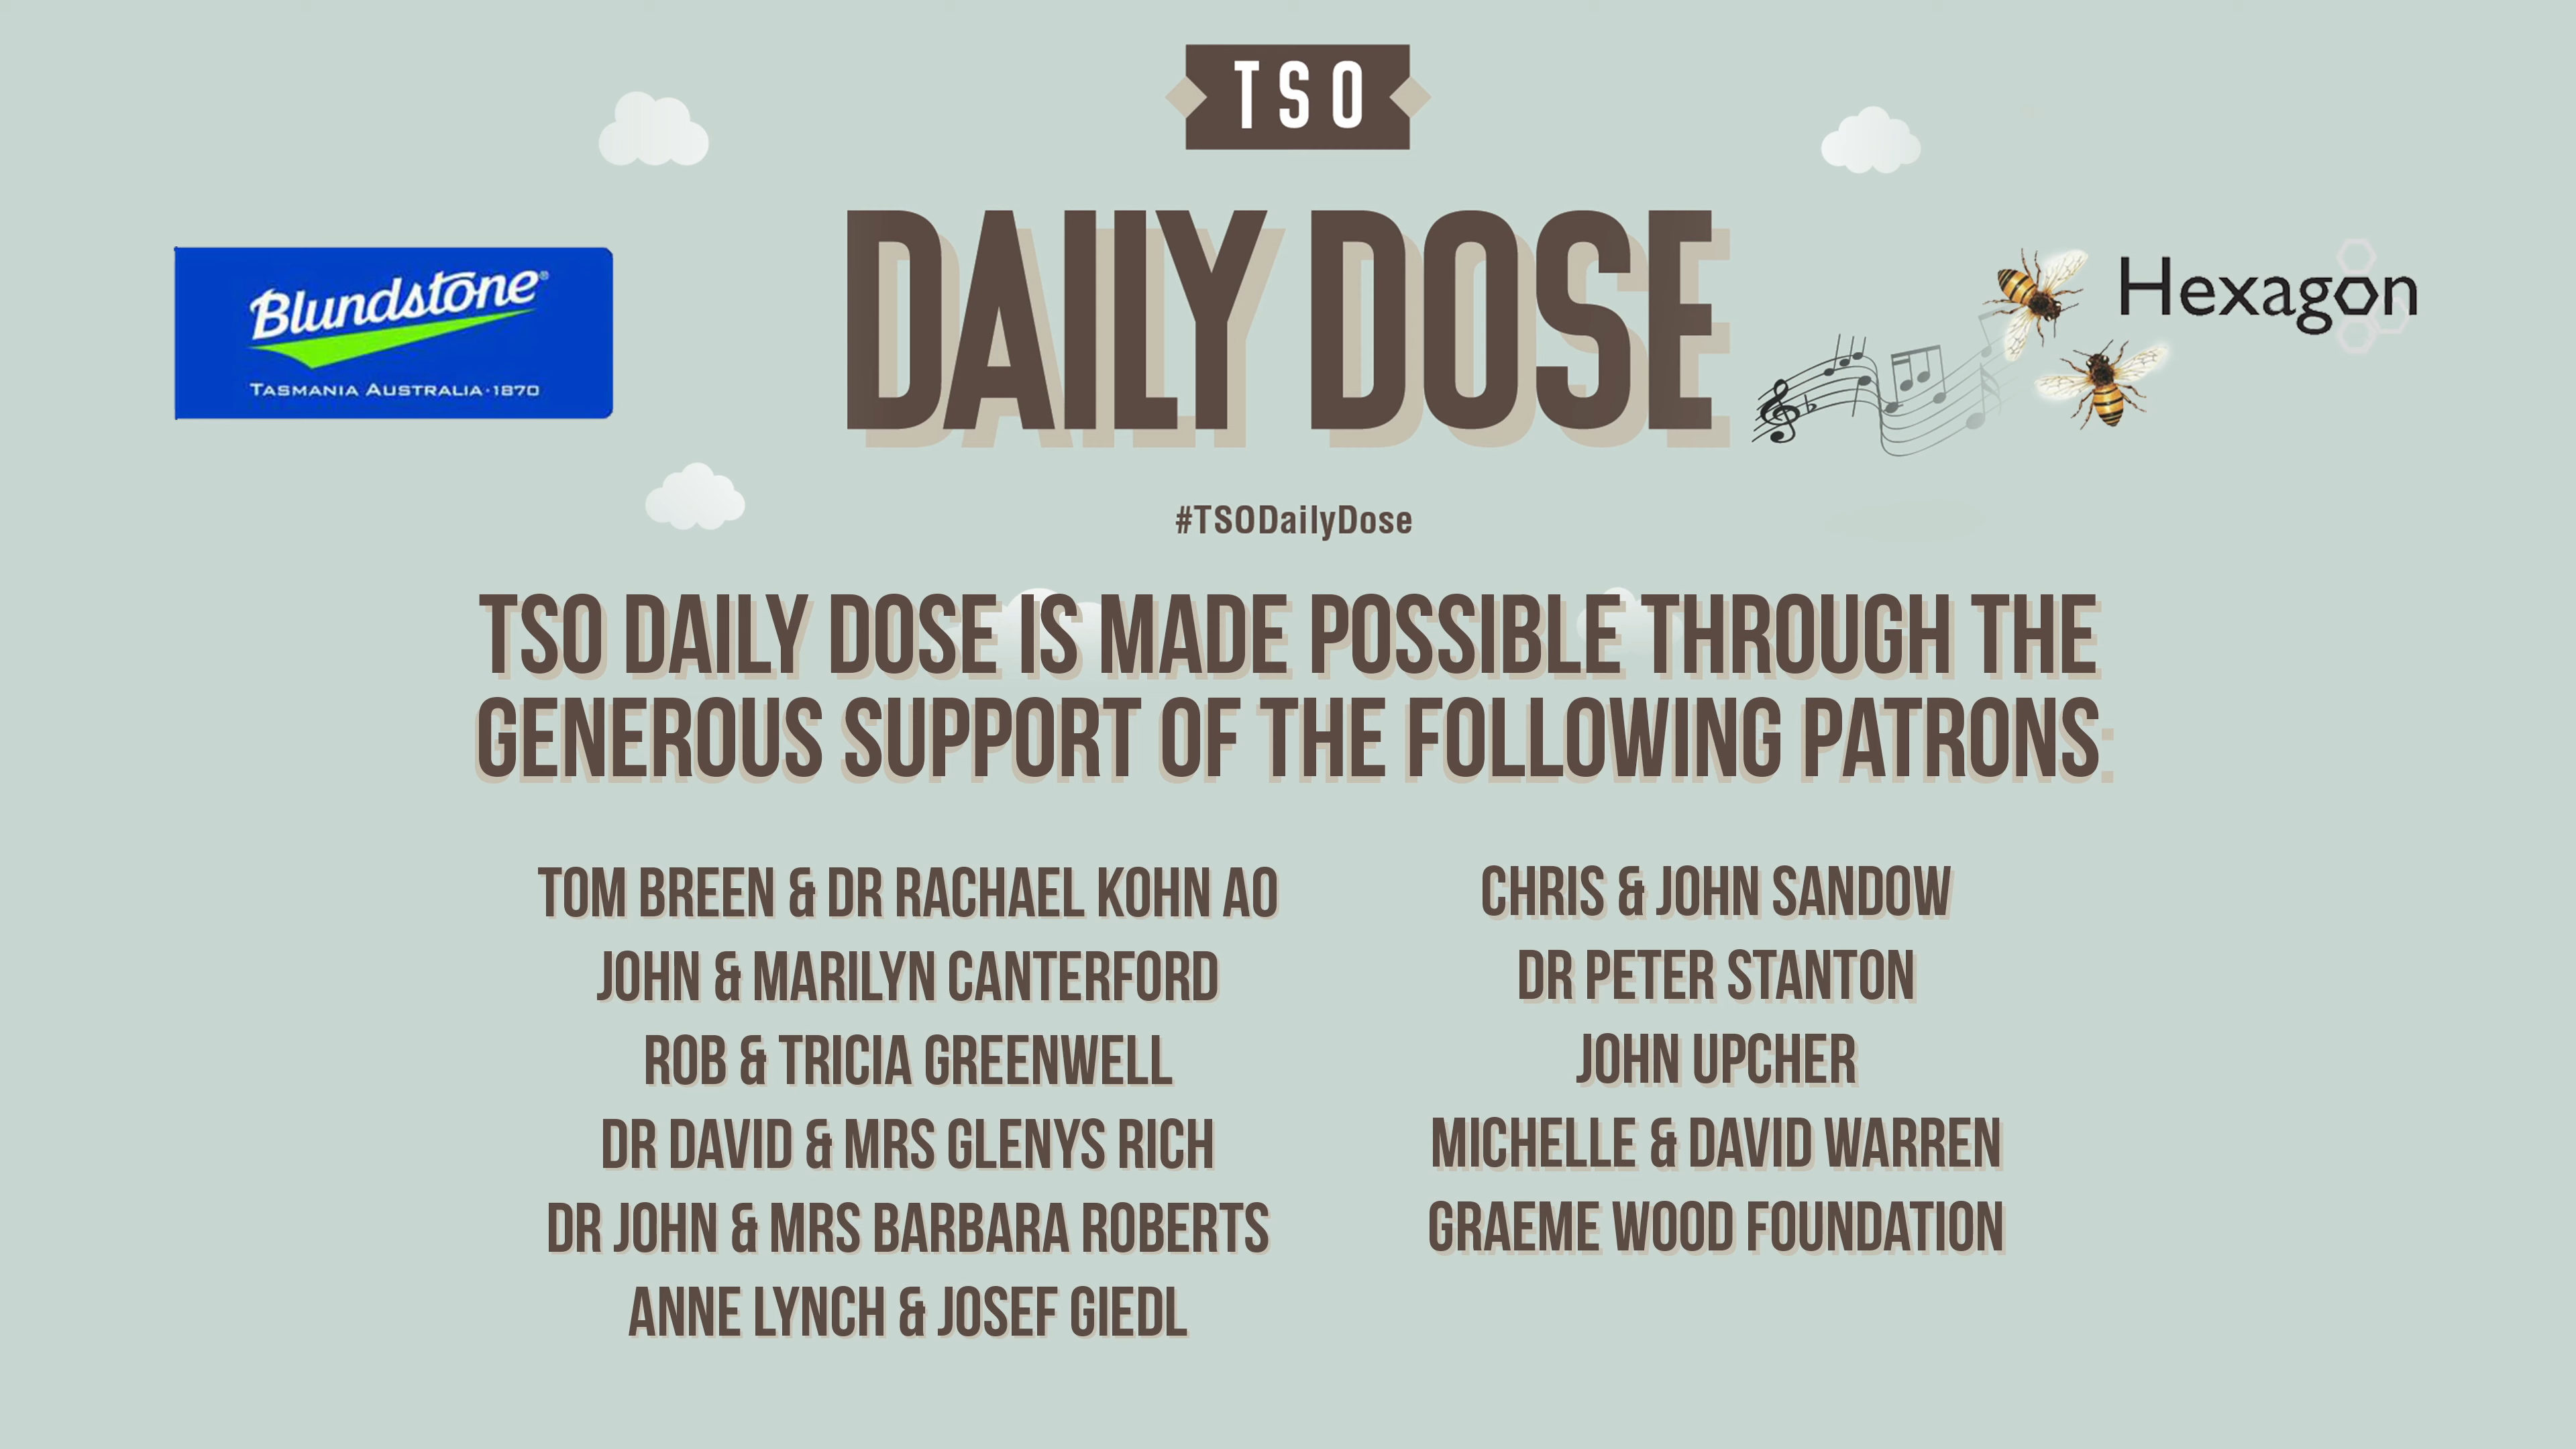 TSO
DAILY DOSE
Blundstone®
TASMANIA AUSTRALIA·1870
Hexagon
#TSODailyDose
TSO DAILY DOSE IS MADE POSSIBLE THROUGH THE
GENEROUS SUPPORT OF THE FOLLOWING PATRONS:
TOM BREEN & DR RACHAEL KOHN AO
JOHN & MARILYN CANTERFORD
ROB & TRICIA GREENWELL
DR DAVID & MRS GLENYS RICH
DR JOHN & MRS BARBARA ROBERTS
ANNE LYNCH & JOSEF GIEDL
CHRIS & JOHN SANDOW
DR PETER STANTON
JOHN UPCHER
MICHELLE & DAVID WARREN
GRAEME WOOD FOUNDATION